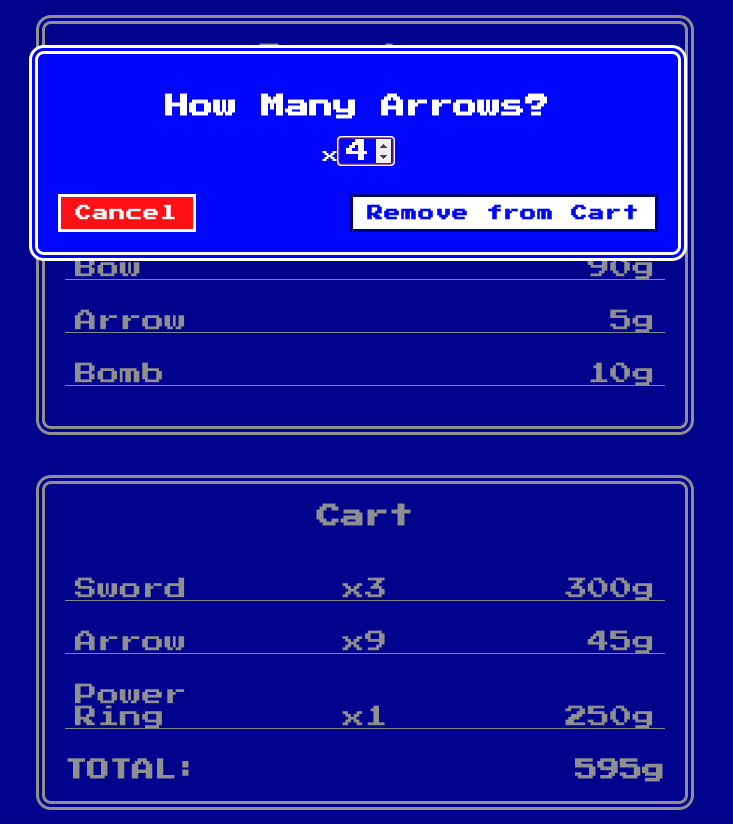 How Many Arrows?
x 4
Cancel Remove from Cart
Bow 90g
Arrow 5g
Bomb 10g
Cart
Sword x3 300g
Arrow x9 45g
Power
Ring x1 250g
TOTAL: 595g